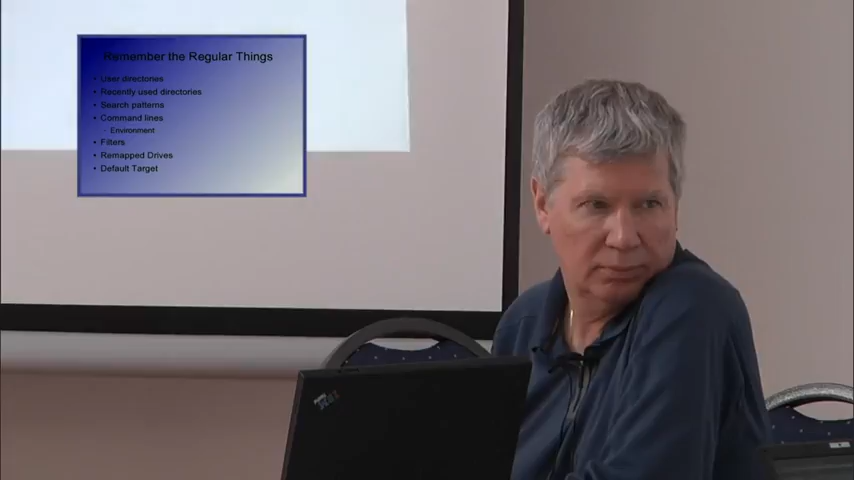 Remember the Regular Things
• User directories
• Recently used directories
• Search patterns
• Command lines
- Environment
• Filters
• Remapped Drives
• Default Target